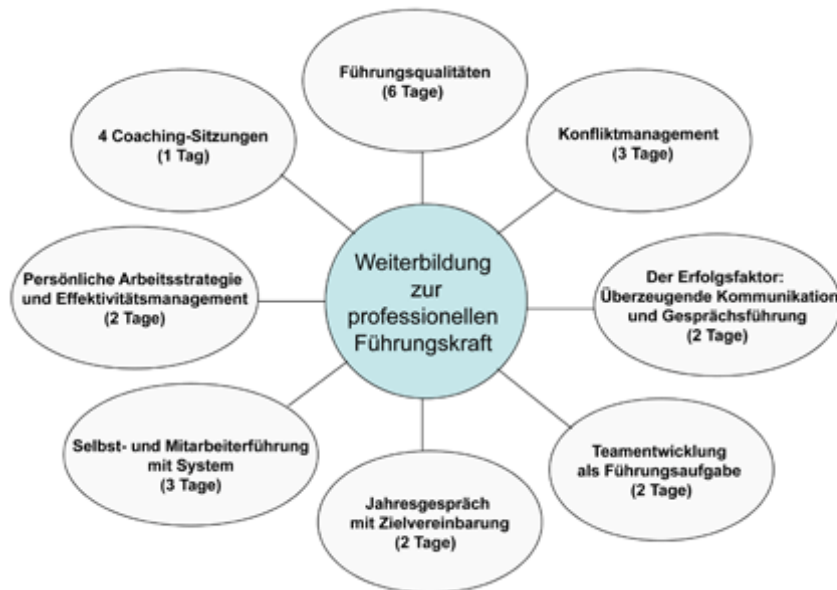 Führungsqualitäten
(6 Tage)
4 Coaching-Sitzungen
(1 Tag)
Konfliktmanagement
(3 Tage)
Weiterbildung
zur
professionellen
Führungskraft
Persönliche Arbeitsstrategie
und Effektivitätsmanagement
(2 Tage)
Der Erfolgsfaktor:
Überzeugende Kommunikation
und Gesprächsführung
(2 Tage)
Selbst- und Mitarbeiterführung
mit System
(3 Tage)
Teamentwicklung
als Führungsaufgabe
(2 Tage)
Jahresgespräch
mit Zielvereinbarung
(2 Tage)